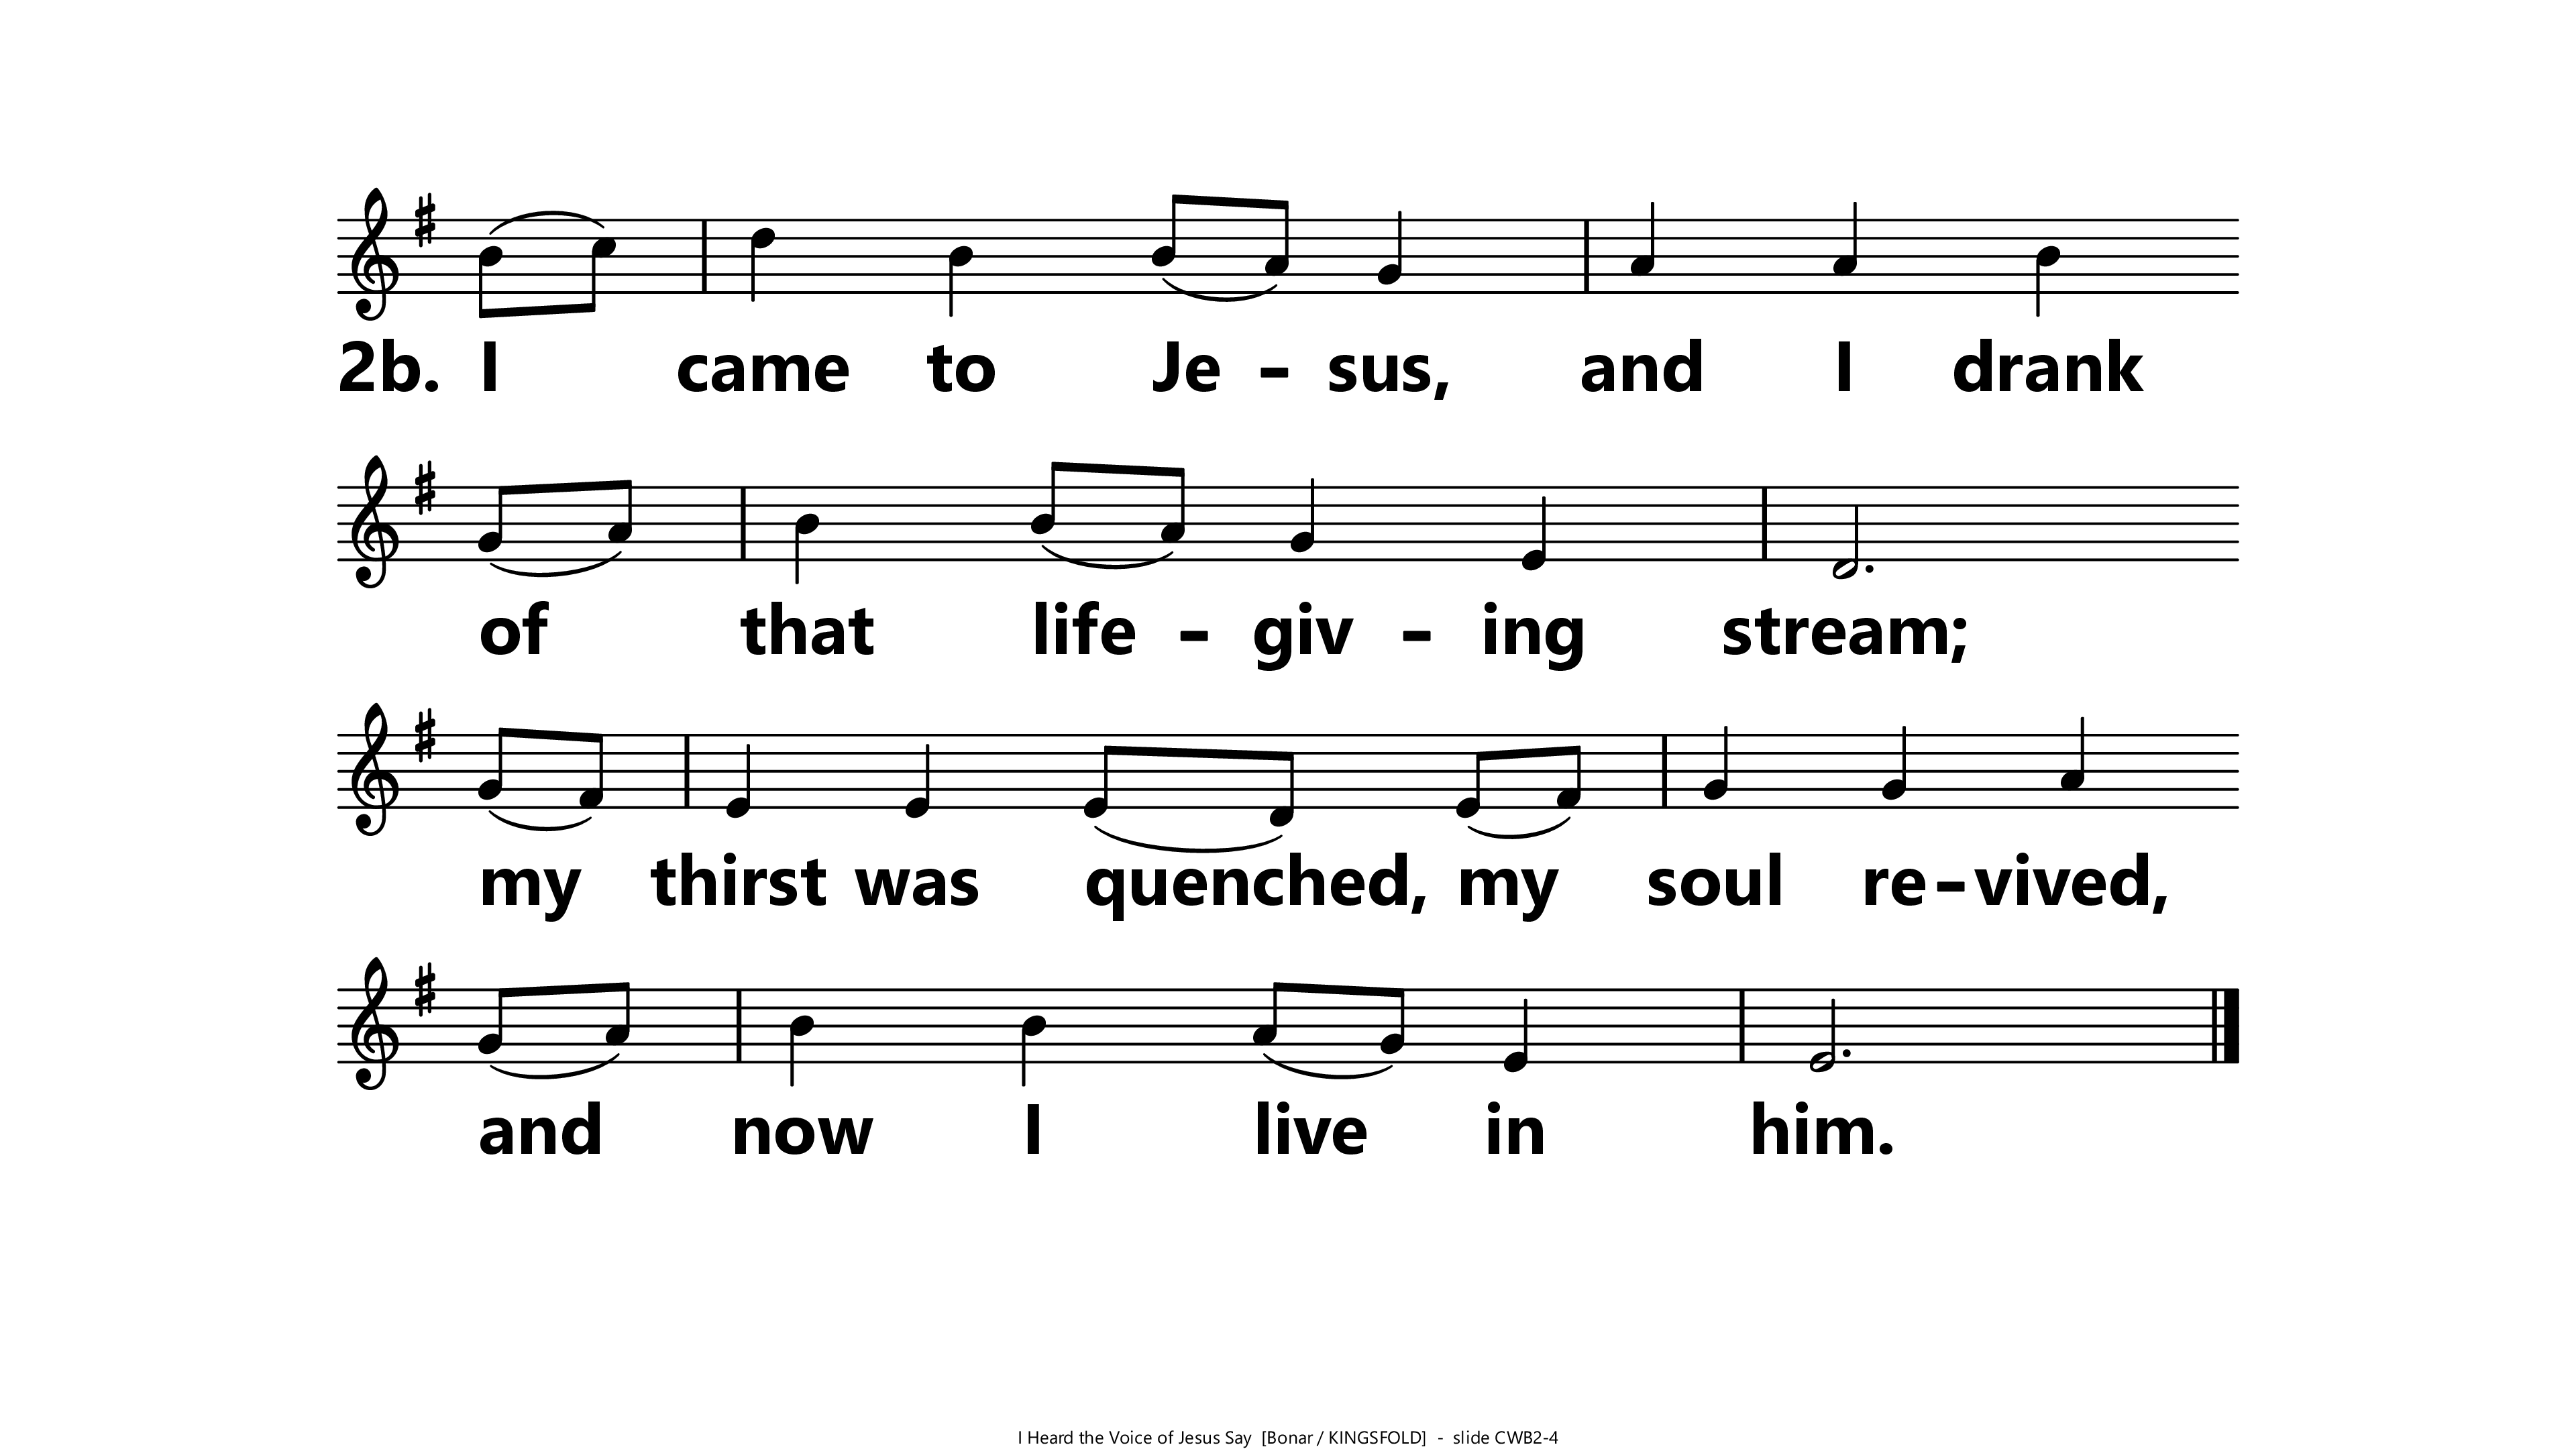 2b. I came to Je - sus, and I drank
of that life - giv - ing stream;
my thirst was quenched, my soul re - vived,
and now I live in him.
I Heard the Voice of Jesus Say [Bonar / KINGSFOLD] - slide CWB2-4